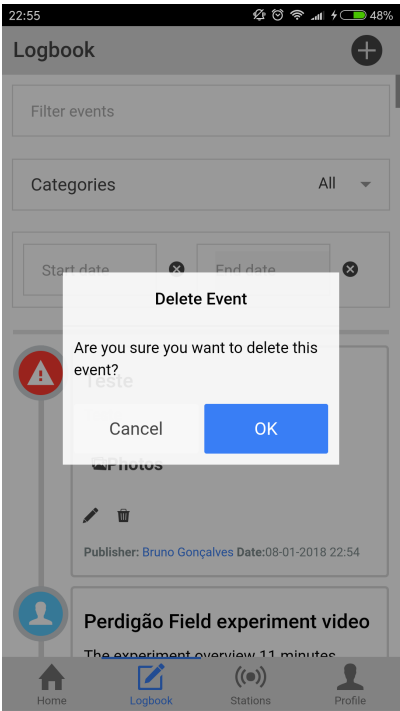 22:55
48%
Logbook
Filter events
Categories
All
Start date
End date
Delete Event
Are you sure you want to delete this
event?
Teste
Cancel
OK
Photos
Publisher: Bruno Gonçalves Date:08-01-2018 22:54
Perdigão Field experiment video
The experiment overview 11 minutes
Home
Logbook
Stations
Profile